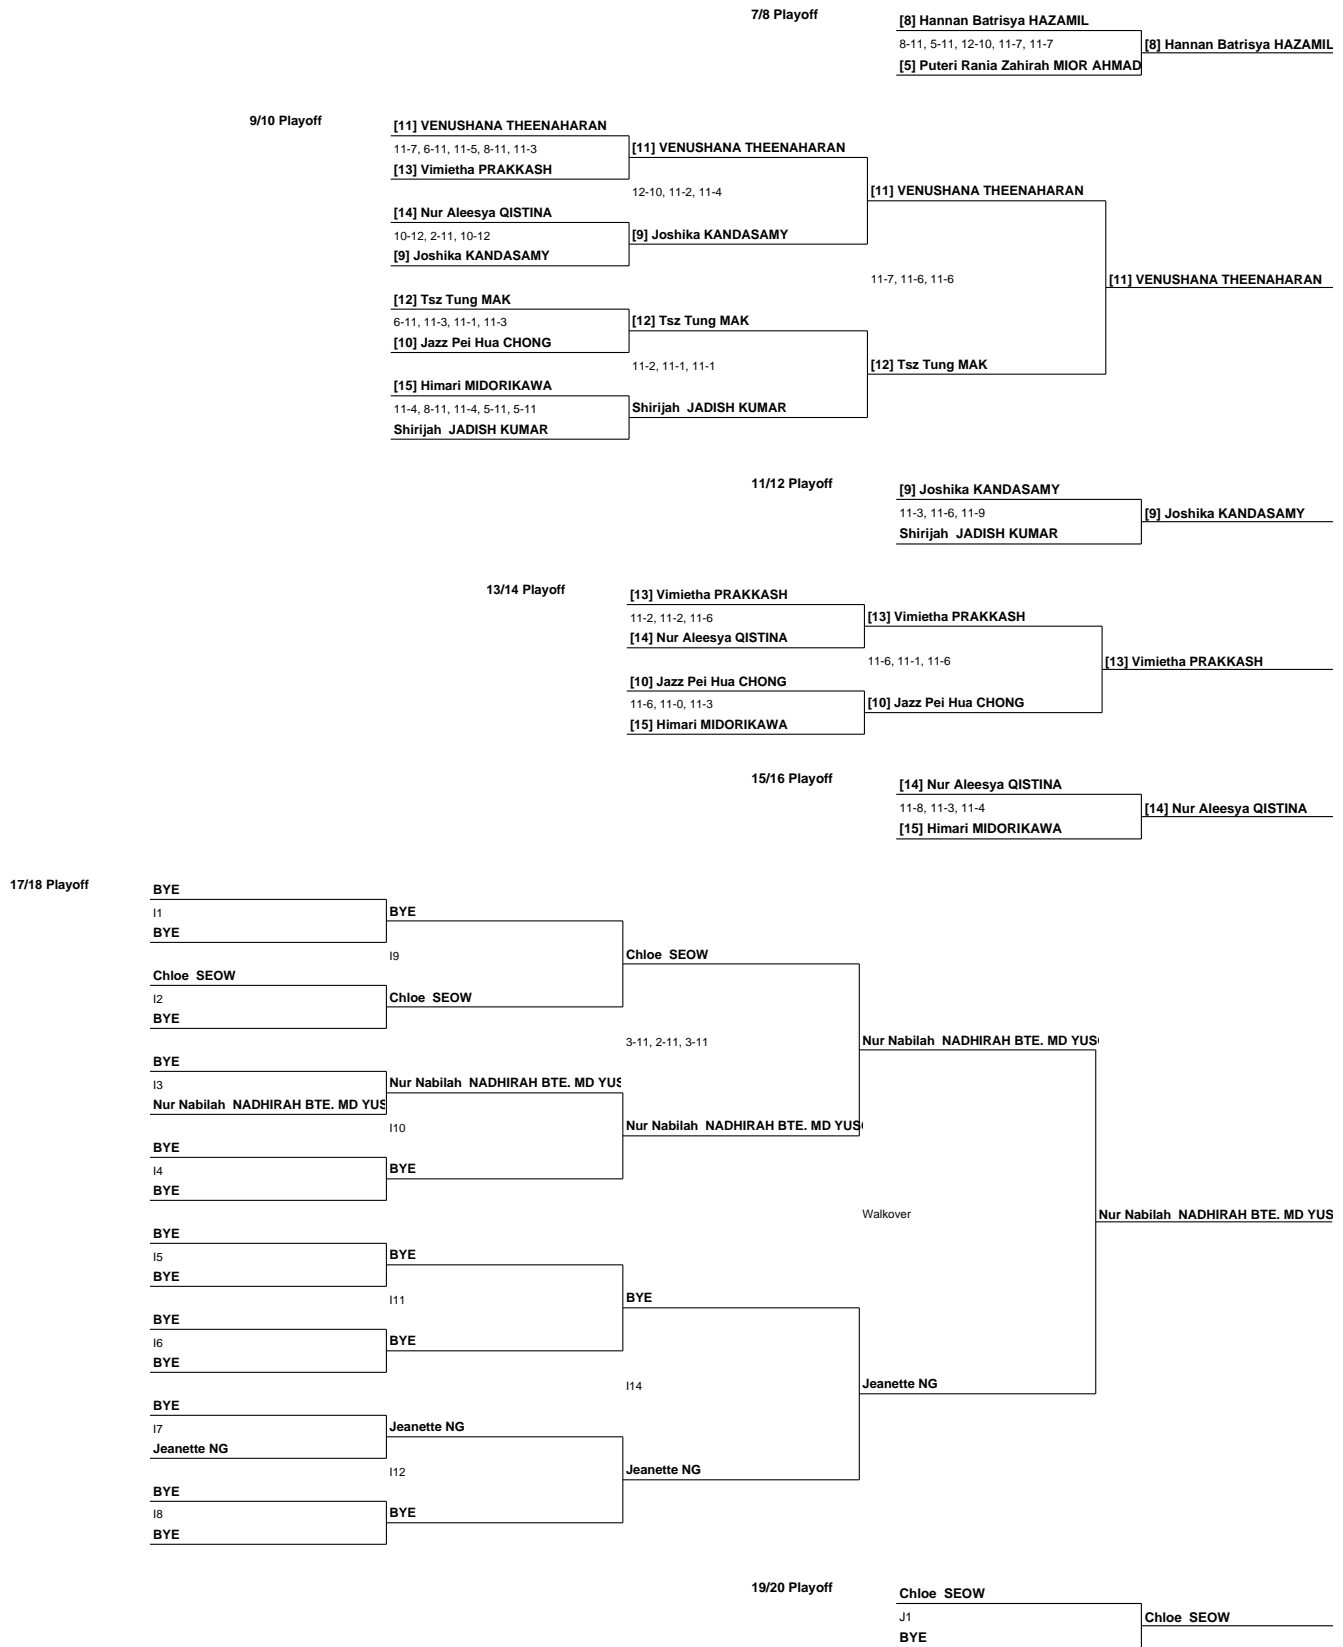 7/8 Playoff
[8] Hannan Batrisya HAZAMIL
8-11, 5-11, 12-10, 11-7, 11-7
[8] Hannan Batrisya HAZAMIL
[5] Puteri Rania Zahirah MIOR AHMAD
9/10 Playoff
[11] VENUSHANA THEENAHARAN
11-7, 6-11, 11-5, 8-11, 11-3
[11] VENUSHANA THEENAHARAN
[13] Vimietha PRAKKASH
12-10, 11-2, 11-4
[11] VENUSHANA THEENAHARAN
[14] Nur Aleesya QISTINA
10-12, 2-11, 10-12
[9] Joshika KANDASAMY
[9] Joshika KANDASAMY
11-7, 11-6, 11-6
[11] VENUSHANA THEENAHARAN
[12] Tsz Tung MAK
6-11, 11-3, 11-1, 11-3
[12] Tsz Tung MAK
[10] Jazz Pei Hua CHONG
11-2, 11-1, 11-1
[12] Tsz Tung MAK
[15] Himari MIDORIKAWA
11-4, 8-11, 11-4, 5-11, 5-11
Shirijah JADISH KUMAR
Shirijah JADISH KUMAR
11/12 Playoff
[9] Joshika KANDASAMY
11-3, 11-6, 11-9
[9] Joshika KANDASAMY
Shirijah JADISH KUMAR
13/14 Playoff
[13] Vimietha PRAKKASH
11-2, 11-2, 11-6
[13] Vimietha PRAKKASH
[14] Nur Aleesya QISTINA
11-6, 11-1, 11-6
[13] Vimietha PRAKKASH
[10] Jazz Pei Hua CHONG
11-6, 11-0, 11-3
[10] Jazz Pei Hua CHONG
[15] Himari MIDORIKAWA
15/16 Playoff
[14] Nur Aleesya QISTINA
11-8, 11-3, 11-4
[14] Nur Aleesya QISTINA
[15] Himari MIDORIKAWA
17/18 Playoff
BYE
I1
BYE
BYE
I9
Chloe SEOW
Chloe SEOW
I2
Chloe SEOW
BYE
3-11, 2-11, 3-11
Nur Nabilah NADHIRAH BTE. MD YUS
BYE
I3
Nur Nabilah NADHIRAH BTE. MD YUS
Nur Nabilah NADHIRAH BTE. MD YUS
I10
Nur Nabilah NADHIRAH BTE. MD YUS
BYE
I4
BYE
BYE
Walkover
Nur Nabilah NADHIRAH BTE. MD YUS
BYE
I5
BYE
BYE
I11
BYE
BYE
I6
BYE
BYE
I14
Jeanette NG
BYE
I7
Jeanette NG
Jeanette NG
I12
Jeanette NG
BYE
I8
BYE
BYE
19/20 Playoff
Chloe SEOW
J1
Chloe SEOW
BYE